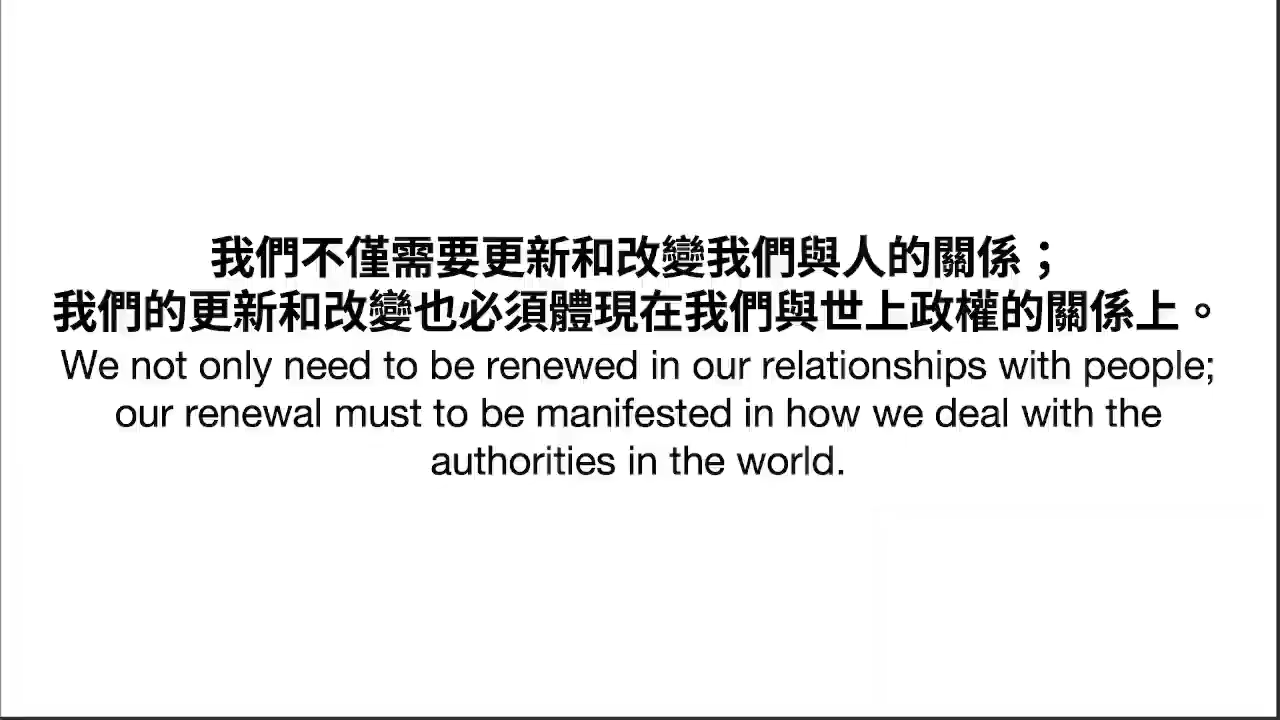 我們不僅需要更新和改變我們與人的關係；
我們的更新和改變也必須體現在我們與世上政權的關係上。
We not only need to be renewed in our relationships with people;
our renewal must to be manifested in how we deal with the
authorities in the world.